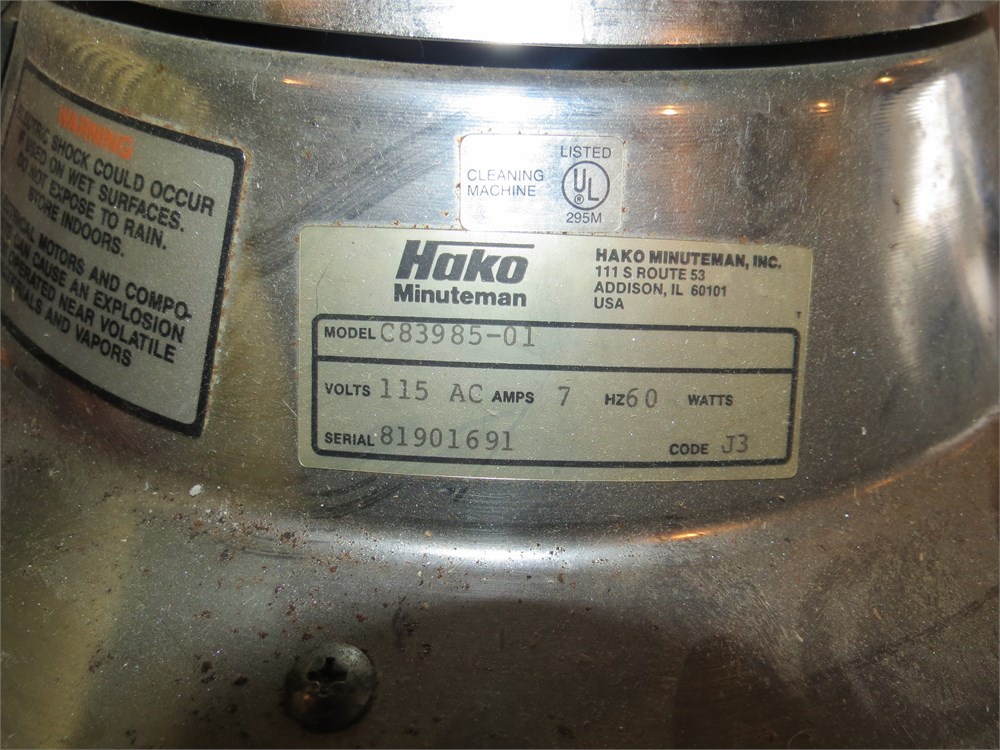 WARNING
ELECTRIC SHOCK COULD OCCUR
IF USED ON WET SURFACES.
DO NOT EXPOSE TO RAIN.
STORE INDOORS.
MOTORS AND COMPO-
CAN CAUSE AN EXPLOSION
OPERATED NEAR VOLATILE
AND VAPORS
CLEANING
MACHINE
LISTED
UL
®
295M
Hako
Minuteman
HAKO MINUTEMAN, INC.
111 S ROUTE 53
ADDISON, IL 60101
USA
MODEL C83985-01
VOLTS 115 AC AMPS 7 HZ 60 WATTS
SERIAL 81901691 CODE J3